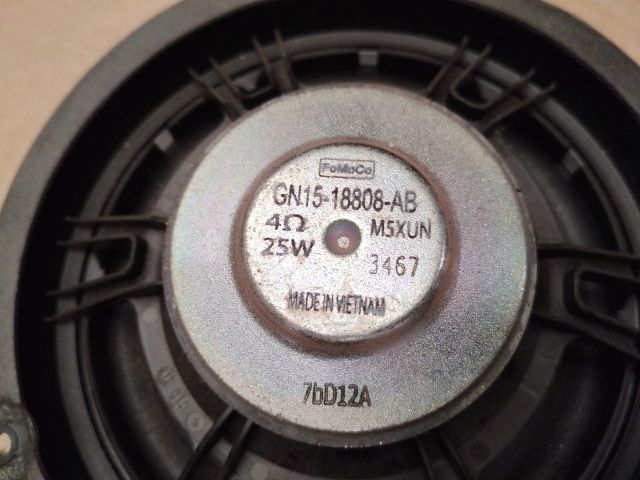 FoMoCo
GN15-18808-AB
4Ω M5XUN
25W 3467
MADE IN VIETNAM
7bD12A